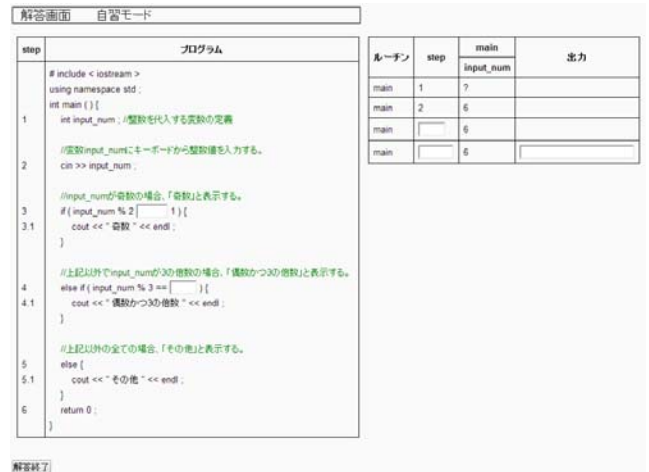 解答画面 自習モード
step プログラム
# include < iostream >
using namespace std ;
int main ( ) {
1 int input_num ; //整数を代入する変数の定義
//変数input_numにキーボードから整数値を入力する。
2 cin >> input_num ;
//input_numが奇数の場合、「奇数」と表示する。
3 if ( input_num % 2 1 ) {
3.1 cout << " 奇数 " << endl ;
}
//上記以外でinput_numが3の倍数の場合、「偶数かつ3の倍数」と表示する。
4 else if ( input_num % 3 == ) {
4.1 cout << " 偶数かつ3の倍数 " << endl ;
}
//上記以外の全ての場合、「その他」と表示する。
5 else {
5.1 cout << " その他 " << endl ;
}
6 return 0 ;
}
ルーチン step main 出力
input_num
main 1 ?
main 2 6
main 6
main 6
解答終了